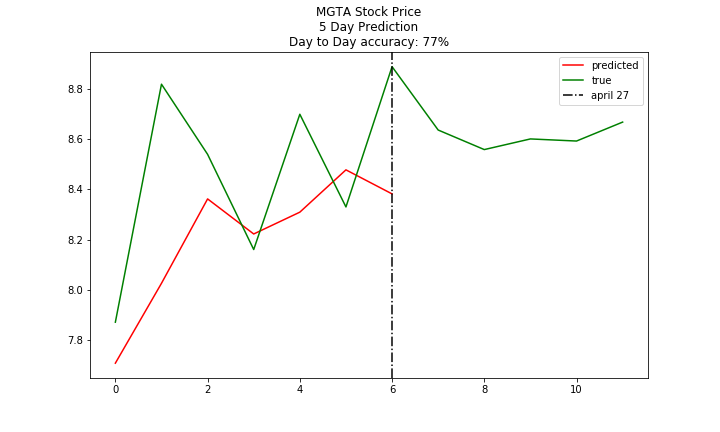 MGTA Stock Price
5 Day Prediction
Day to Day accuracy: 77%
predicted
true
april 27
8.8
8.6
8.4
8.2
8.0
7.8
0 2 4 6 8 10